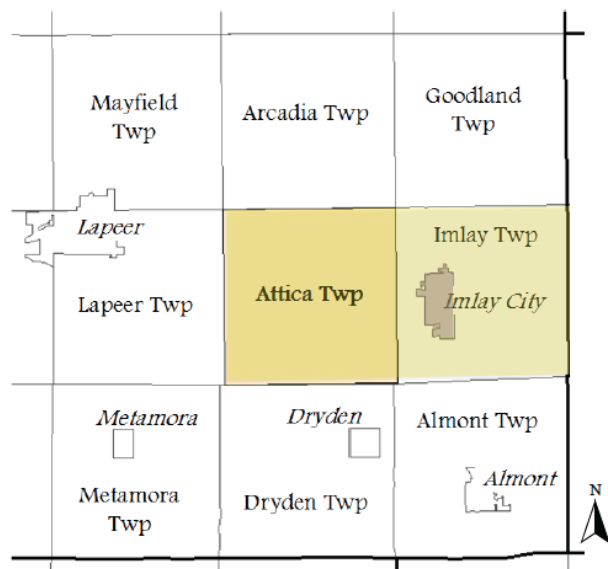 Mayfield
Twp
Arcadia Twp
Goodland
Twp
Lapeer
Imlay Twp
Lapeer Twp
Attica Twp
Imlay City
Metamora
Dryden
Almont Twp
Metamora
Twp
Dryden Twp
Almont
N